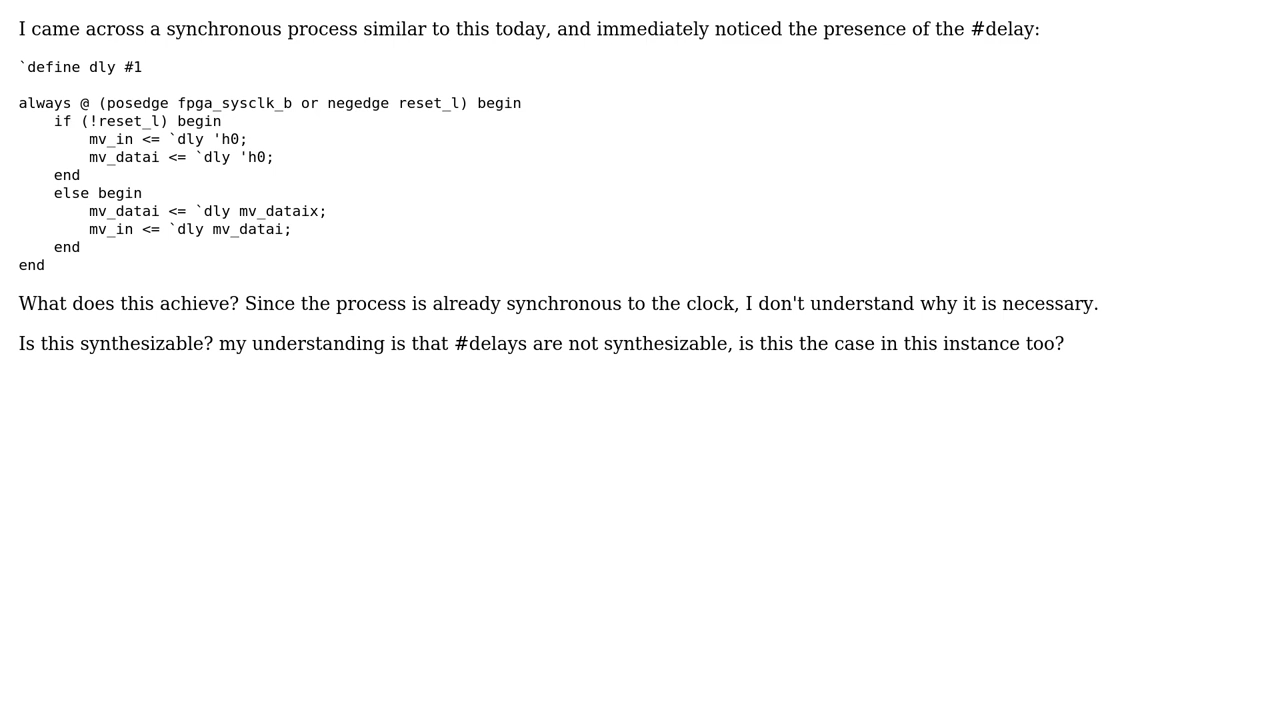 I came across a synchronous process similar to this today, and immediately noticed the presence of the #delay:
`define dly #1
always @ (posedge fpga_sysclk_b or negedge reset_l) begin
    if (!reset_l) begin
        mv_in <= `dly 'h0;
        mv_datai <= `dly 'h0;
    end
    else begin
        mv_datai <= `dly mv_dataix;
        mv_in <= `dly mv_datai;
    end
end
What does this achieve? Since the process is already synchronous to the clock, I don't understand why it is necessary.
Is this synthesizable? my understanding is that #delays are not synthesizable, is this the case in this instance too?